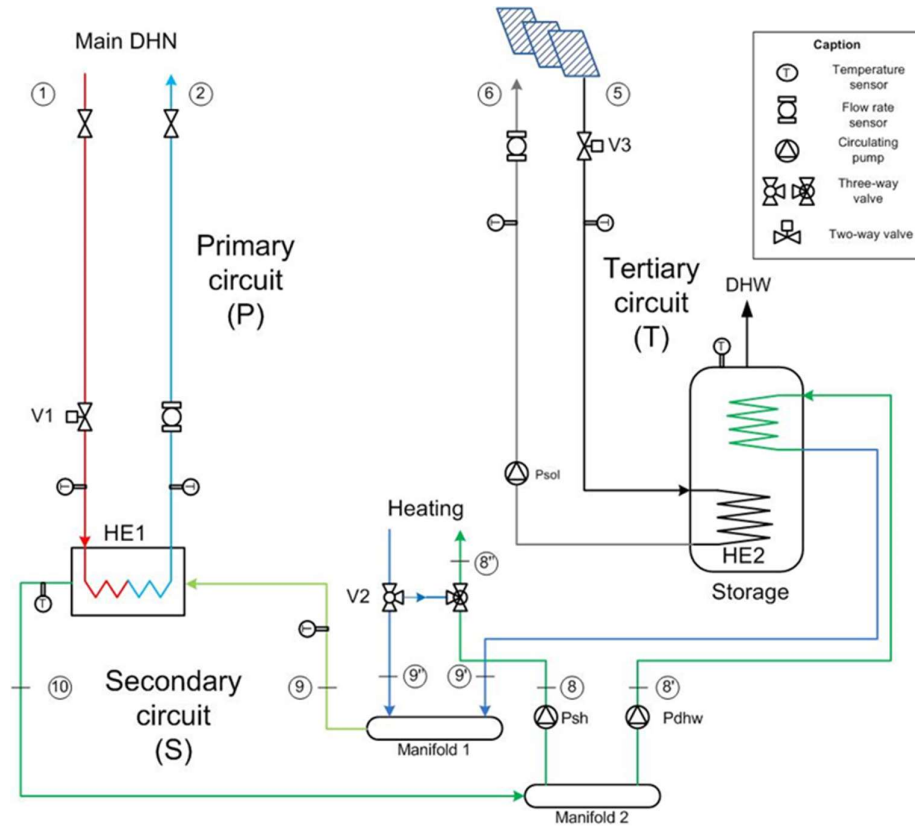 Main DHN
1
2
6
5
V3
Caption
T
Temperature
sensor
Flow rate
sensor
Circulating
pump
Three-way
valve
Two-way valve
Primary
circuit
(P)
Tertiary
circuit
(T)
DHW
T
T
T
V1
T
T
Psol
HE1
Heating
HE2
Storage
V2
8"
T
T
10
Secondary
circuit
(S)
9
9"
9'
8
8'
Psh
Pdhw
Manifold 1
Manifold 2